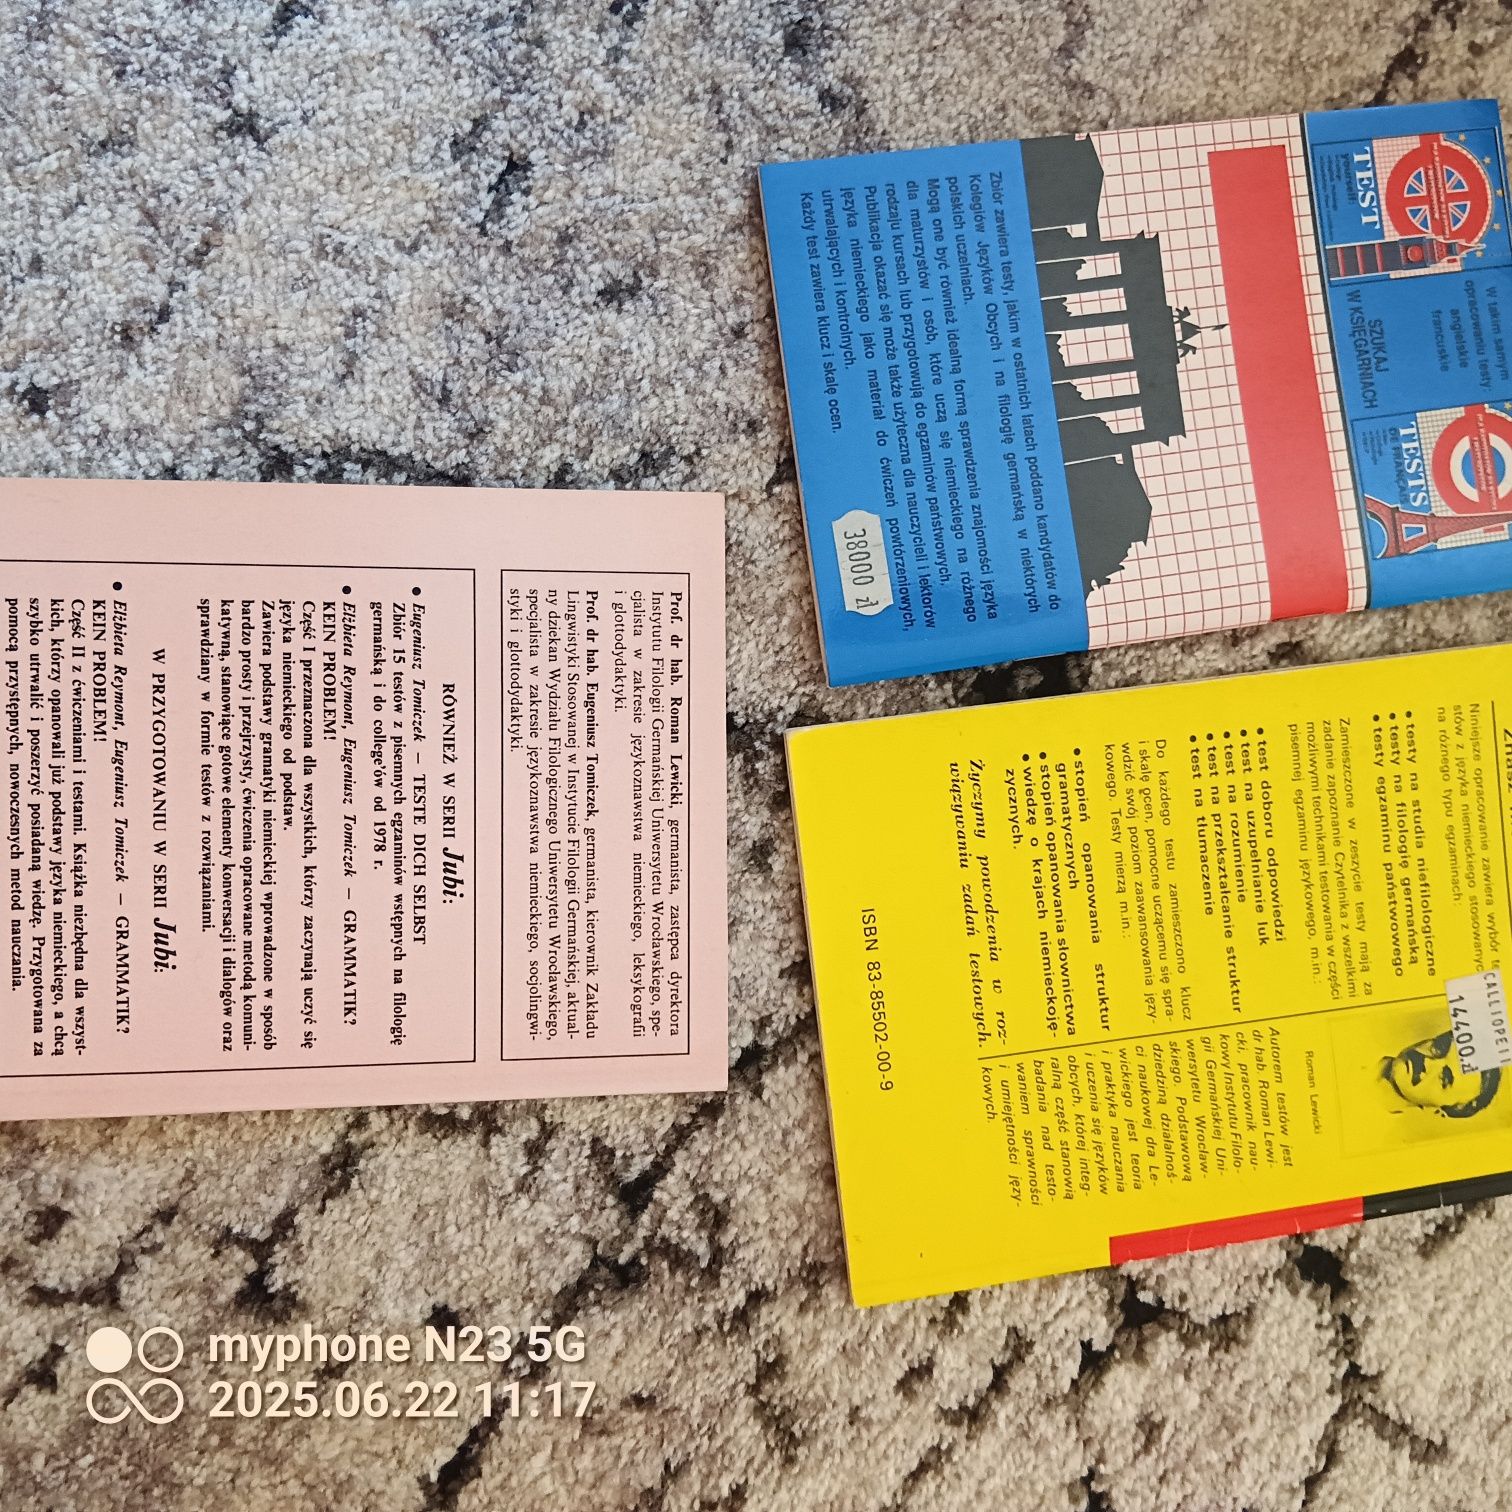 TEST
yourself!
W takim samym
opracowaniu testy:
angielskie
francuskie
SZUKAJ
W KSIĘGARNIACH
TESTS
DE FRANÇAIS
Zbiór zawiera testy, jakim w ostatnich latach poddano kandydatów do
Kolegiów Języków Obcych i na filologię germańską w niektórych
polskich uczelniach.
Mogą one być również idealną formą sprawdzenia znajomości języka
dla maturzystów i osób, które uczą się niemieckiego na różnego
rodzaju kursach lub przygotowują do egzaminów państwowych.
Publikacja okazać się może także użyteczna dla nauczycieli i lektorów
języka niemieckiego jako materiał do ćwiczeń powtórzeniowych,
utrwalających i kontrolnych.
Każdy test zawiera klucz i skalę ocen.
38000 zł
Niniejsze opracowanie zawiera wybór
stów z języka niemieckiego stosowanyc
na różnego typu egzaminach:
• testy na studia niefilologiczne
• testy na filologię germańską
• testy egzaminu państwowego
Zamieszczone w zeszycie testy mają za
zadanie zapoznanie Czytelnika z wszelkimi
możliwymi technikami testowania w części
pisemnej egzaminu językowego, m.in.:
• test doboru odpowiedzi
• test na uzupełnianie luk
• test na rozumienie
• test na przekształcanie struktur
• test na tłumaczenie
Do każdego testu zamieszczono klucz
i skalę ocen, pomocne uczącemu się spra-
wdzić swój poziom zaawansowania języ-
kowego. Testy mierzą m.in.:
• stopień opanowania struktur
gramatycznych
• stopień opanowania słownictwa
• wiedzę o krajach niemieckoję-
zycznych.
Życzymy powodzenia w roz-
wiązywaniu zadań testowych.
ISBN 83-85502-00-9
CALLIOPE II
14400.zł
Roman Lewicki
Autorem testów jest
dr hab. Roman Lewi-
cki, pracownik nau-
kowy Instytutu Filolo-
gii Germańskiej Uni-
wersytetu Wrocław-
skiego. Podstawową
dziedziną działalnoś-
ci naukowej dra Le-
wickiego jest teoria
i praktyka nauczania
i uczenia się języków
obcych, której integ-
ralną część stanowią
badania nad testo-
waniem sprawności
i umiejętności języ-
kowych.
Prof. dr hab. Roman Lewicki, germanista, zastępca dyrektora
Instytutu Filologii Germańskiej Uniwersytetu Wrocławskiego, spe-
cjalista w zakresie językoznawstwa niemieckiego, leksykografii
i glottodydaktyki.
Prof. dr hab. Eugeniusz Tomiczek, germanista, kierownik Zakładu
Lingwistyki Stosowanej w Instytucie Filologii Germańskiej, aktual-
ny dziekan Wydziału Filologicznego Uniwersytetu Wrocławskiego,
specjalista w zakresie językoznawstwa niemieckiego, socjolingwi-
styki i glottodydaktyki.
RÓWNIEŻ W SERII Jubi:
• Eugeniusz Tomiczek — TESTE DICH SELBST
Zbiór 15 testów z pisemnych egzaminów wstępnych na filologię
germańską i do college'ów od 1978 r.
• Elżbieta Reymont, Eugeniusz Tomiczek — GRAMMATIK?
KEIN PROBLEM!
Część I przeznaczona dla wszystkich, którzy zaczynają uczyć się
języka niemieckiego od podstaw.
Zawiera podstawy gramatyki niemieckiej wprowadzone w sposób
bardzo prosty i przejrzysty, ćwiczenia opracowane metodą komuni-
katywną, stanowiące gotowe elementy konwersacji i dialogów oraz
sprawdziany w formie testów z rozwiązaniami.
W PRZYGOTOWANIU W SERII Jubi:
• Elżbieta Reymont, Eugeniusz Tomiczek — GRAMMATIK?
KEIN PROBLEM!
Część II z ćwiczeniami i testami. Książka niezbędna dla wszyst-
kich, którzy opanowali już podstawy języka niemieckiego, a chcą
szybko utrwalić i poszerzyć posiadaną wiedzę. Przygotowana za
pomocą przystępnych, nowoczesnych metod nauczania.
myphone N23 5G
2025.06.22 11:17